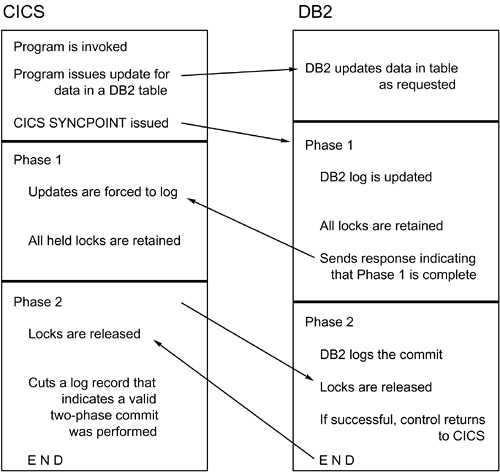 CICS
Program is invoked
Program issues update for
data in a DB2 table
CICS SYNCPOINT issued
Phase 1
Updates are forced to log
All held locks are retained
Phase 2
Locks are released
Cuts a log record that
indicates a valid
two-phase commit
was performed
E N D
DB2
DB2 updates data in table
as requested
Phase 1
DB2 log is updated
All locks are retained
Sends response indicating
that Phase 1 is complete
Phase 2
DB2 logs the commit
Locks are released
If successful, control returns
to CICS
E N D